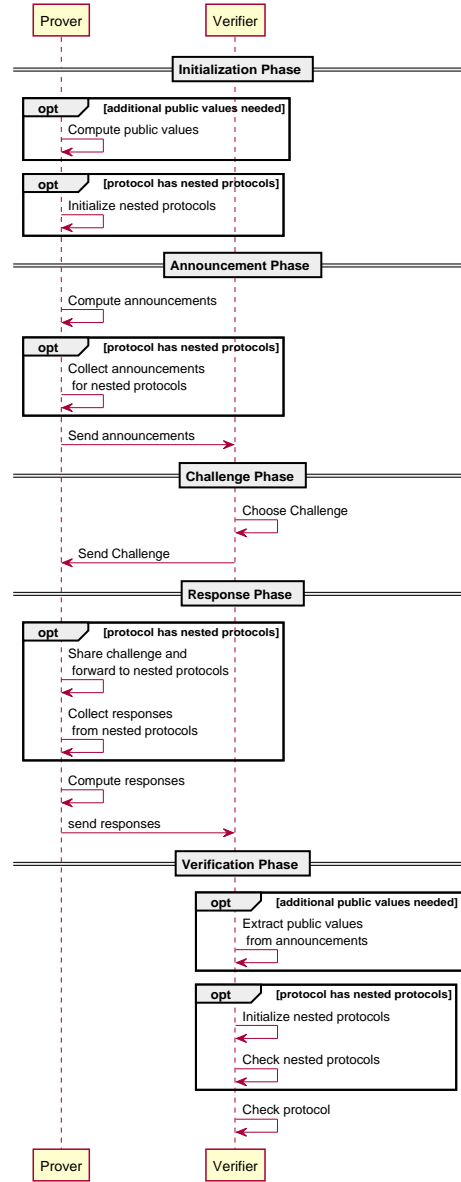 Prover Verifier
Initialization Phase
opt [additional public values needed]
Compute public values
opt [protocol has nested protocols]
Initialize nested protocols
Announcement Phase
Compute announcements
opt [protocol has nested protocols]
Collect announcements
for nested protocols
Send announcements
Challenge Phase
Choose Challenge
Send Challenge
Response Phase
opt [protocol has nested protocols]
Share challenge and
forward to nested protocols
Collect responses
from nested protocols
Compute responses
send responses
Verification Phase
opt [additional public values needed]
Extract public values
from announcements
opt [protocol has nested protocols]
Initialize nested protocols
Check nested protocols
Check protocol
Prover Verifier